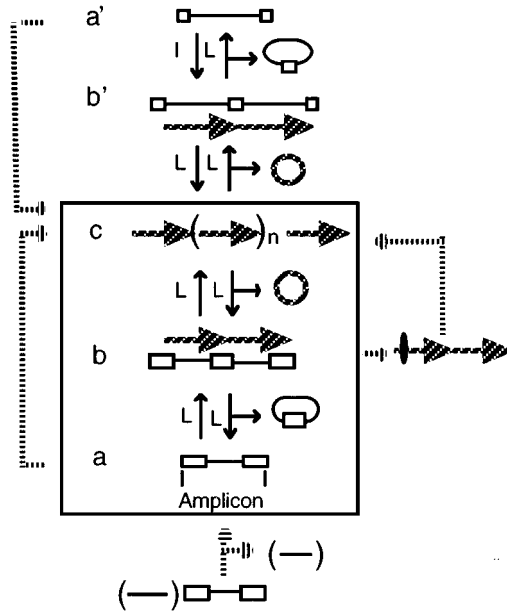 a'
I L
b'
L L
c ( )n
L L
b
L L
a
Amplicon
( — )
( — )